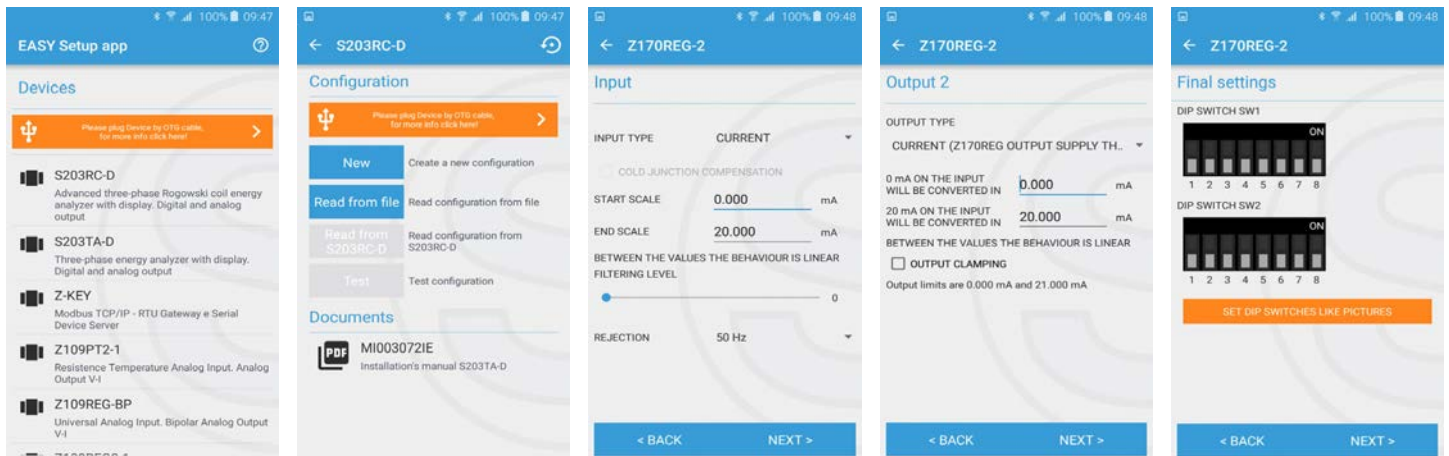 100% 09:47
EASY Setup app
Devices
Please plug Device by OTG cable,
for more info click here!
S203RC-D
Advanced three-phase Rogowski coil energy
analyzer with display. Digital and analog
output
S203TA-D
Three-phase energy analyzer with display.
Digital and analog output
Z-KEY
Modbus TCP/IP - RTU Gateway e Serial
Device Server
Z109PT2-1
Resistence Temperature Analog Input. Analog
Output V-I
Z109REG-BP
Universal Analog Input. Bipolar Analog Output
V-I
100% 09:47
S203RC-D
Configuration
Please plug Device by OTG cable,
for more info click here!
New
Create a new configuration
Read from file
Read configuration from file
Read from
S203RC-D
Read configuration from
S203RC-D
Test
Test configuration
Documents
PDF
MI003072IE
Installation's manual S203TA-D
100% 09:48
Z170REG-2
Input
INPUT TYPE CURRENT
COLD JUNCTION COMPENSATION
START SCALE 0.000 mA
END SCALE 20.000 mA
BETWEEN THE VALUES THE BEHAVIOUR IS LINEAR
FILTERING LEVEL
0
REJECTION 50 Hz
< BACK NEXT >
100% 09:48
Z170REG-2
Output 2
OUTPUT TYPE
CURRENT (Z170REG OUTPUT SUPPLY TH..
0 mA ON THE INPUT
WILL BE CONVERTED IN 0.000 mA
20 mA ON THE INPUT
WILL BE CONVERTED IN 20.000 mA
BETWEEN THE VALUES THE BEHAVIOUR IS LINEAR
OUTPUT CLAMPING
Output limits are 0.000 mA and 21.000 mA
< BACK NEXT >
100% 09:48
Z170REG-2
Final settings
DIP SWITCH SW1
ON
1 2 3 4 5 6 7 8
DIP SWITCH SW2
ON
1 2 3 4 5 6 7 8
SET DIP SWITCHES LIKE PICTURES
< BACK NEXT >